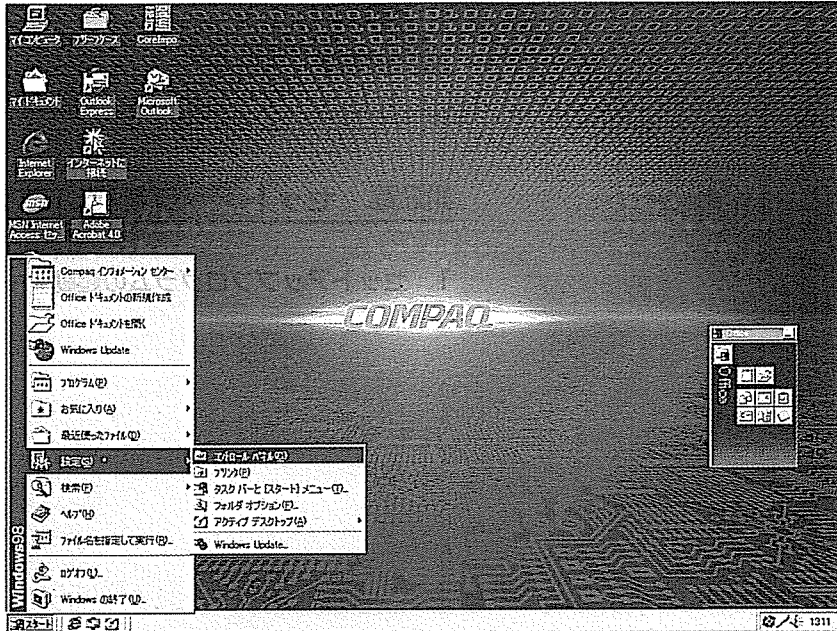 マイコンピュータ
ブリーフケース
CorelExpo
マイドキュメント
Outlook Express
Microsoft Outlook
Internet Explorer
インターネットに接続
msn
MSN Internet Access セッ...
Adobe Acrobat 4.0
COMPAQ
Office
Windows98
Compaq インフォメーション センター
Office ドキュメントの新規作成
Office ドキュメントを開く
Windows Update
プログラム(P)
お気に入り(A)
最近使ったファイル(D)
設定(S)
検索(F)
ヘルプ(H)
ファイル名を指定して実行(R)...
ログオフ(L)...
Windows の終了(U)...
コントロール パネル(C)
プリンタ(P)
タスク バーと [スタート] メニュー(T)...
フォルダ オプション(F)...
アクティブ デスクトップ(A)
Windows Update...
スタート
1311